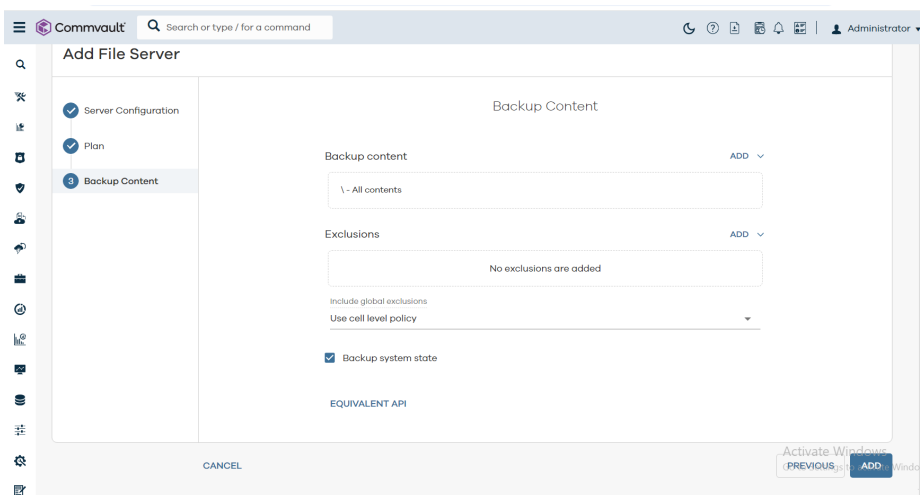 Commvault
Search or type / for a command
Administrator
Add File Server
Server Configuration
Plan
3 Backup Content
Backup Content
Backup content
ADD
\ - All contents
Exclusions
ADD
No exclusions are added
Include global exclusions
Use cell level policy
Backup system state
EQUIVALENT API
Activate Windows
CANCEL
PREVIOUS
ADD
Windo